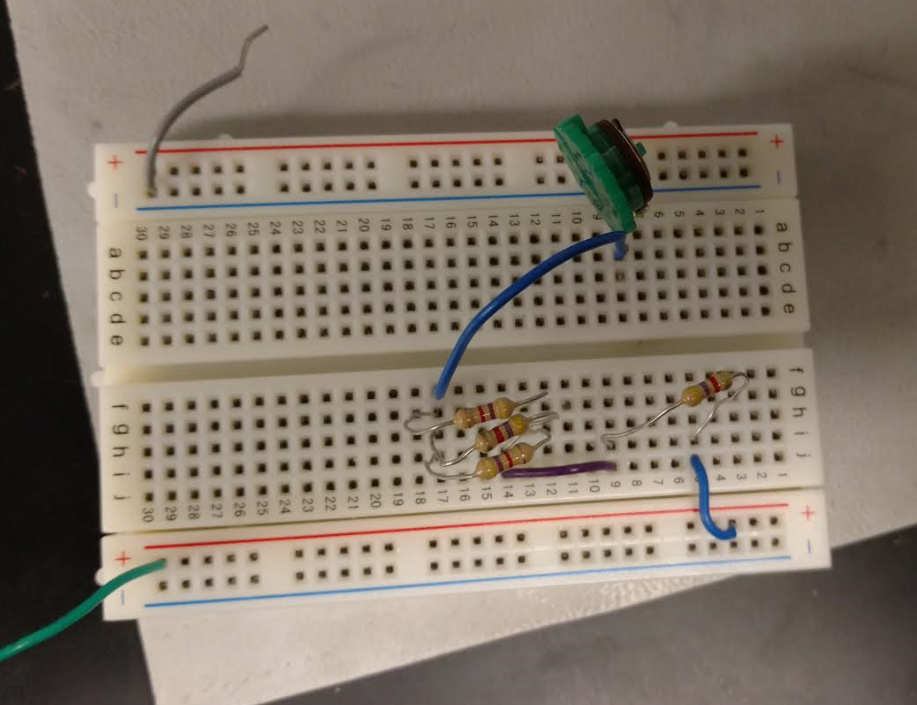 + +
- -
30 29 28 27 26 25 24 23 22 21 20 19 18 17 16 15 14 13 12 11 10 9 6 5 4 3 2 1
a a
b b
c c
d d
e e
f f
g g
h h
i i
j j
30 29 28 27 26 25 24 23 22 21 20 19 18 17 16 15 14 13 12 11 10 9 8 7 6 4 3 2 1
+ +
- -